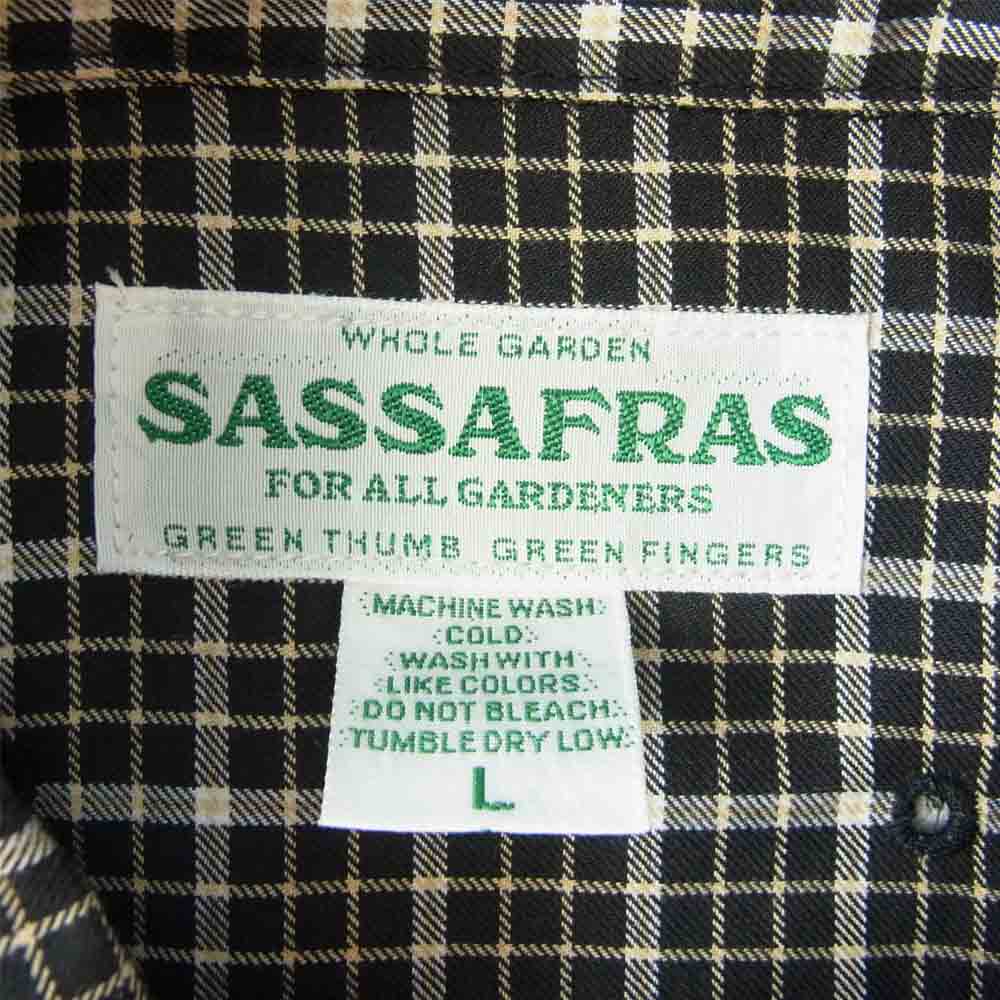 WHOLE GARDEN
SASSAFRAS
FOR ALL GARDENERS
GREEN THUMB GREEN FINGERS
MACHINE WASH
COLD
WASH WITH
LIKE COLORS
DO NOT BLEACH
TUMBLE DRY LOW
L